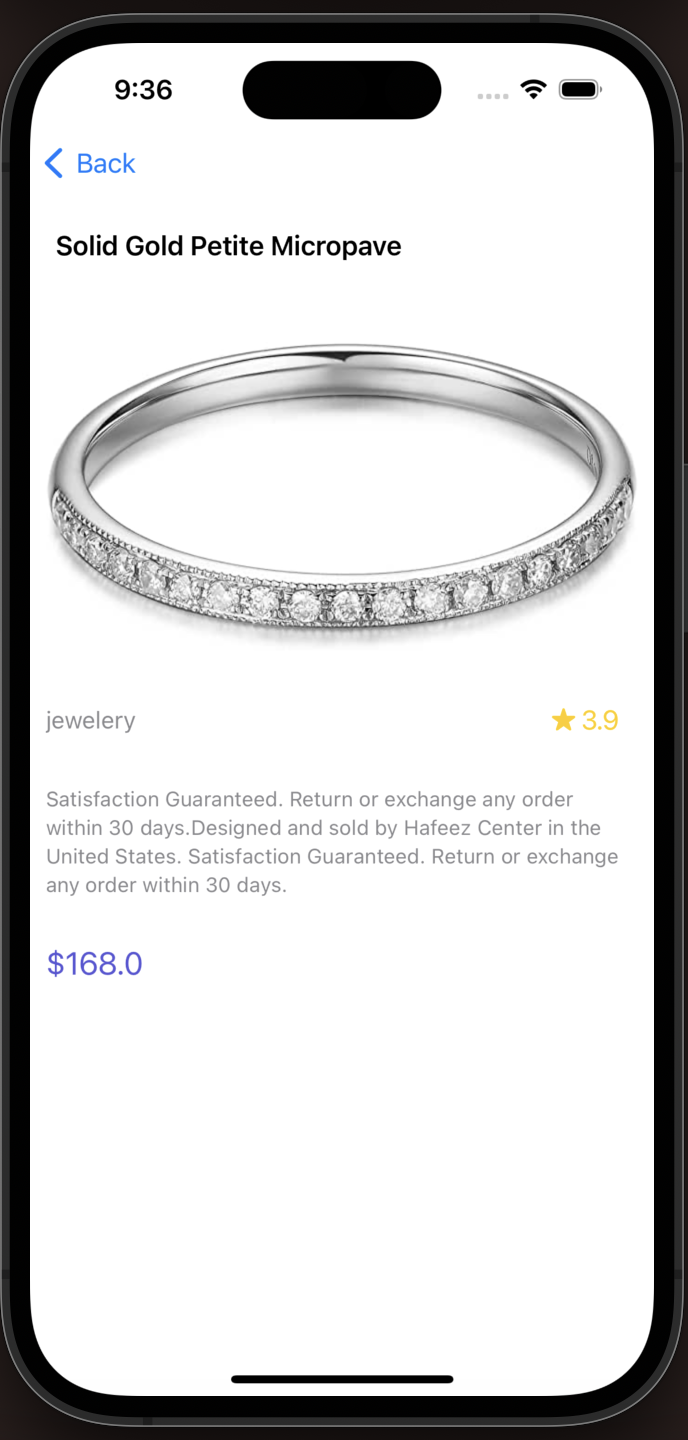 9:36
Back
Solid Gold Petite Micropave
jewelery
3.9
Satisfaction Guaranteed. Return or exchange any order
within 30 days.Designed and sold by Hafeez Center in the
United States. Satisfaction Guaranteed. Return or exchange
any order within 30 days.
$168.0